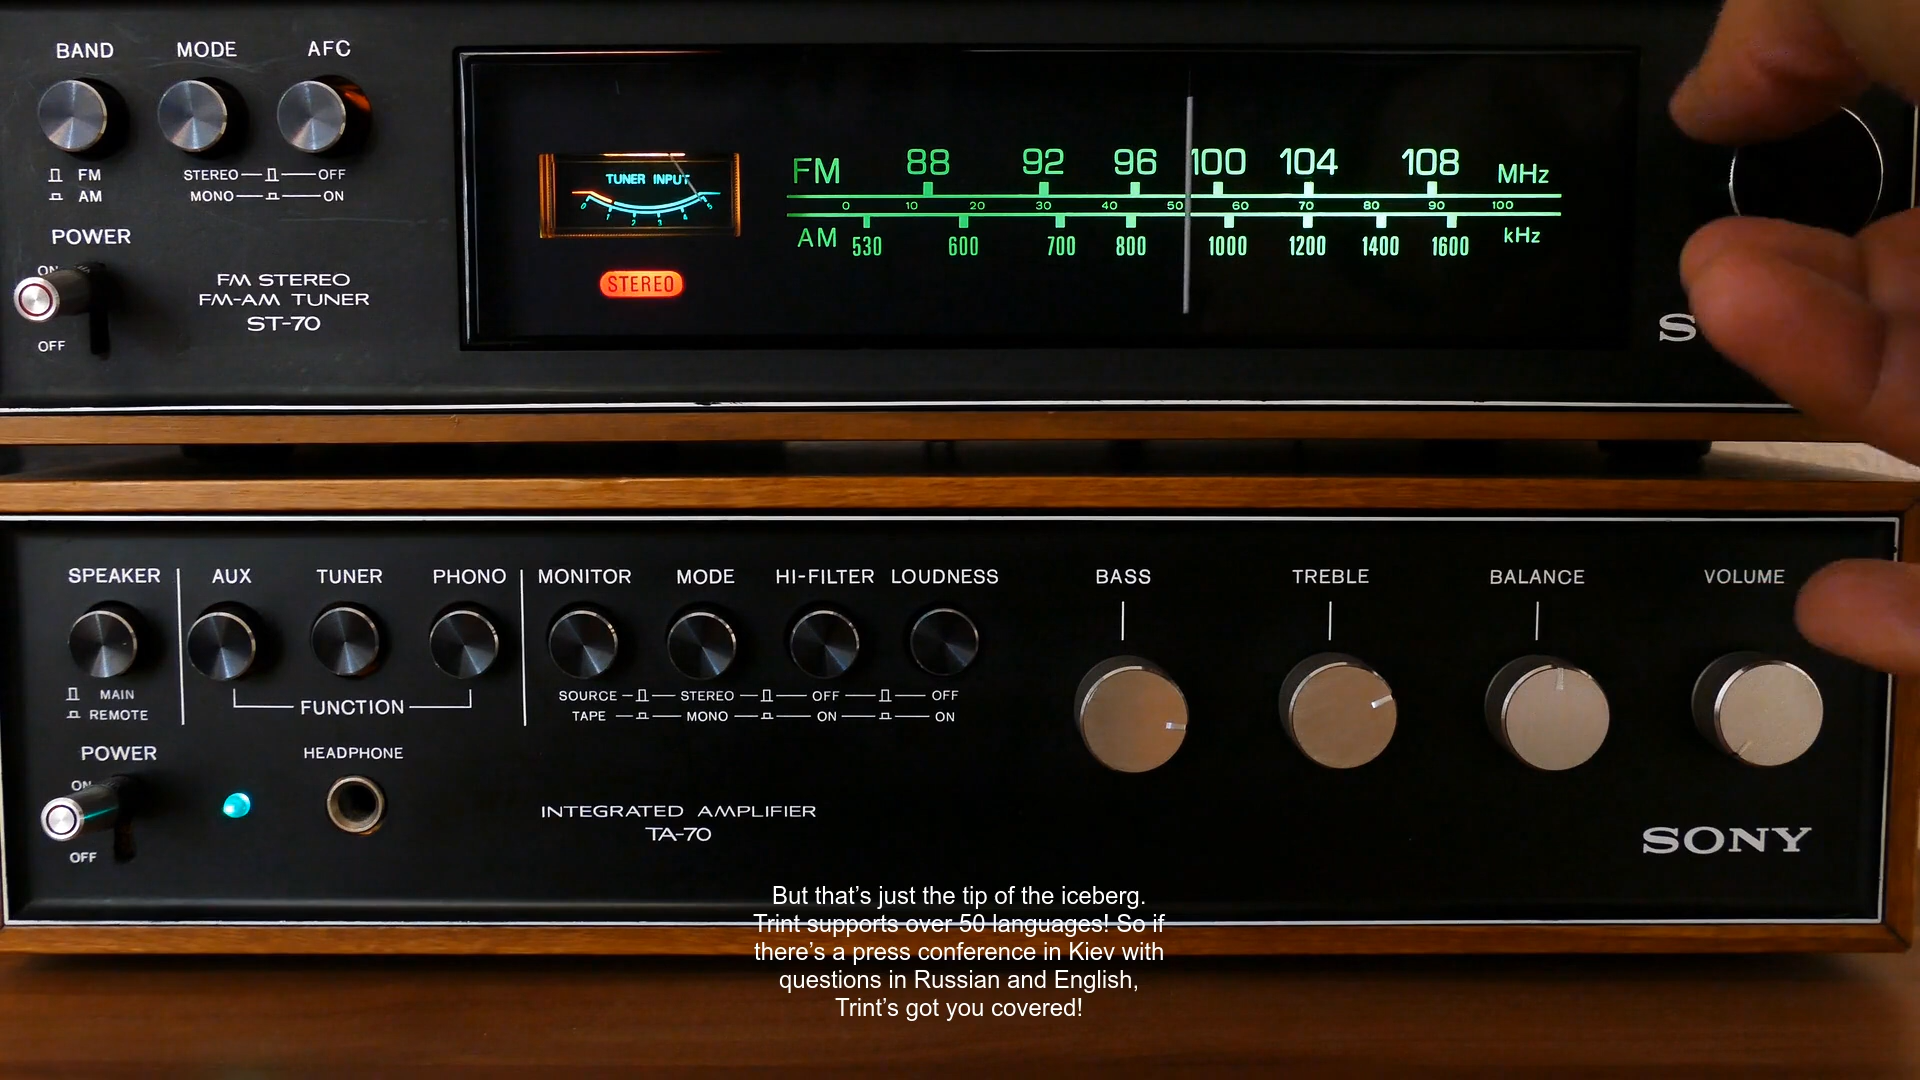 BAND MODE AFC
FM STEREO OFF
AM MONO ON
POWER
ON
OFF
FM STEREO
FM-AM TUNER
ST-70
TUNER INPUT
0 1 2 3 4 5
STEREO
FM 88 92 96 100 104 108 MHz
0 10 20 30 40 50 60 70 80 90 100
AM 530 600 700 800 1000 1200 1400 1600 kHz
SPEAKER AUX TUNER PHONO MONITOR MODE HI-FILTER LOUDNESS BASS TREBLE BALANCE VOLUME
MAIN
REMOTE
FUNCTION
SOURCE STEREO OFF OFF
TAPE MONO ON ON
POWER
ON
OFF
HEADPHONE
INTEGRATED AMPLIFIER
TA-70
SONY
But that’s just the tip of the iceberg.
Trint supports over 50 languages! So if
there’s a press conference in Kiev with
questions in Russian and English,
Trint’s got you covered!